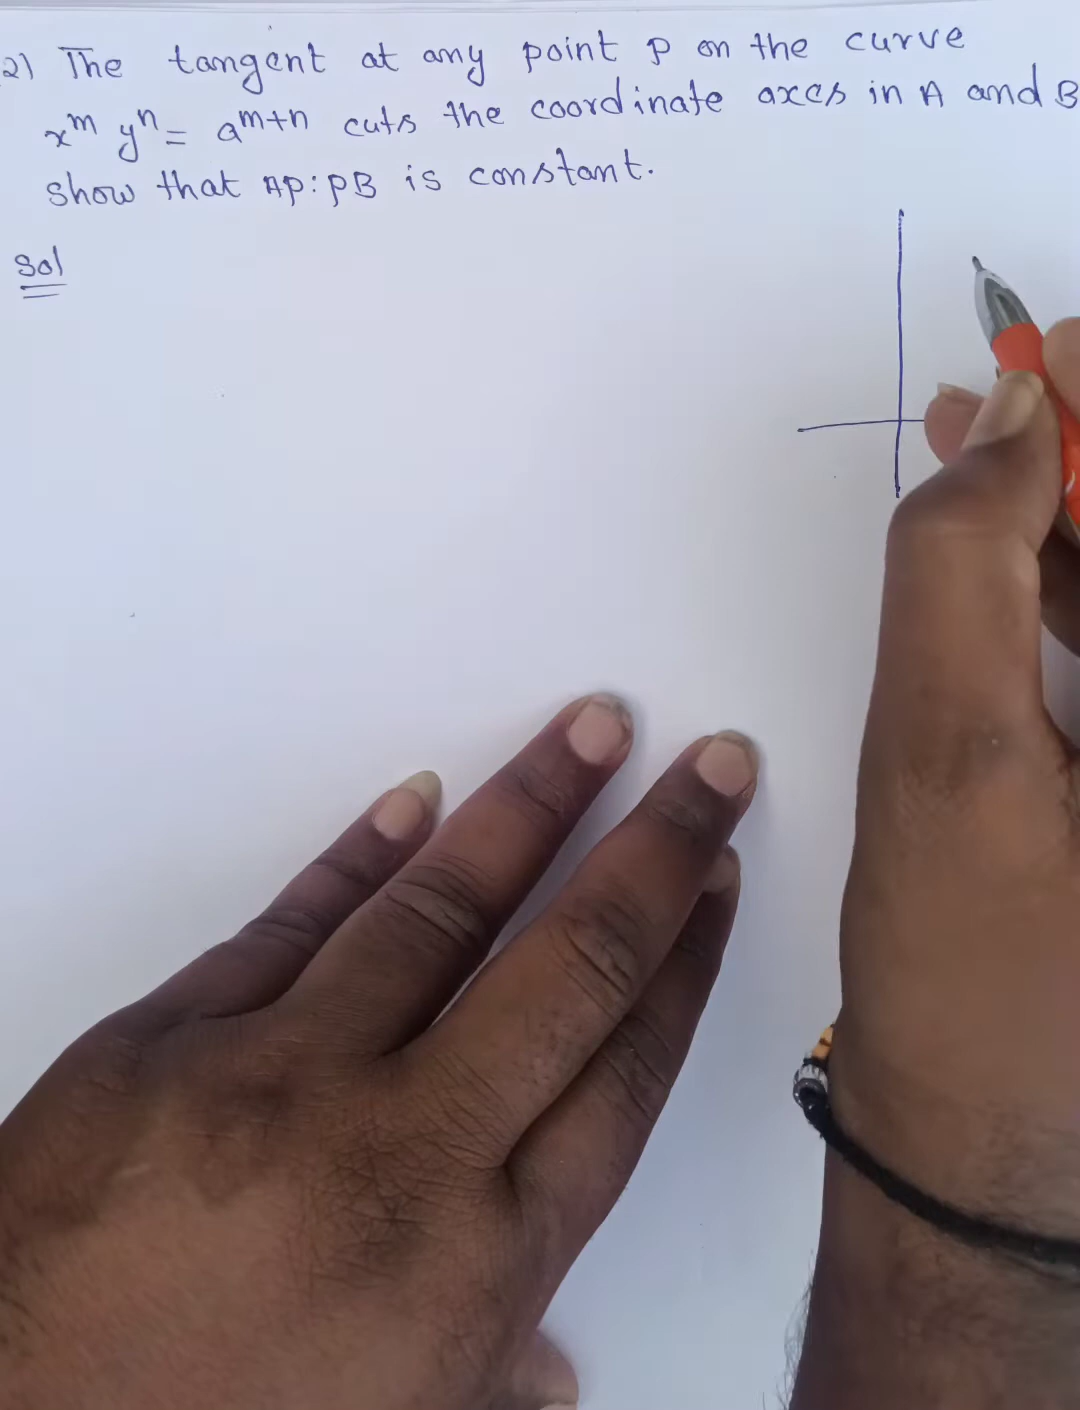 2) The tangent at any point P on the curve
x^m y^n = a^{m+n} cuts the coordinate axes in A and B
show that AP:PB is constant.
Sol